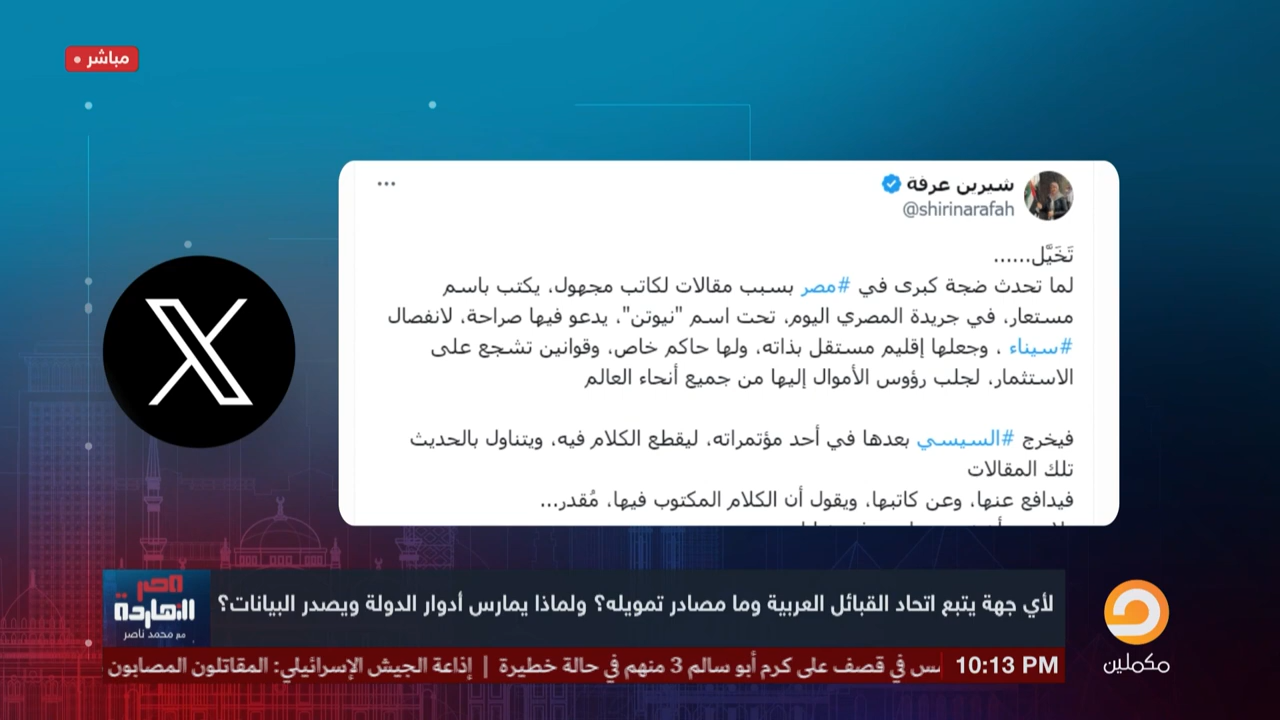 مباشر
شيرين عرفة
@shirinarafah
تَخَيَّل......
لما تحدث ضجة كبرى في #مصر بسبب مقالات لكاتب مجهول، يكتب باسم
مستعار، في جريدة المصري اليوم، تحت اسم "نيوتن"، يدعو فيها صراحة، لانفصال
#سيناء ، وجعلها إقليم مستقل بذاته، ولها حاكم خاص، وقوانين تشجع على
الاستثمار، لجلب رؤوس الأموال إليها من جميع أنحاء العالم
فيخرج #السيسي بعدها في أحد مؤتمراته، ليقطع الكلام فيه، ويتناول بالحديث
تلك المقالات
فيدافع عنها، وعن كاتبها، ويقول أن الكلام المكتوب فيها، مُقدر...
مصر
النهاردة
مع محمد ناصر
لأي جهة يتبع اتحاد القبائل العربية وما مصادر تمويله؟ ولماذا يمارس أدوار الدولة ويصدر البيانات؟
10:13 PM
في قصف على كرم أبو سالم 3 منهم في حالة خطيرة | إذاعة الجيش الإسرائيلي: المقاتلون المصابون
مكملين